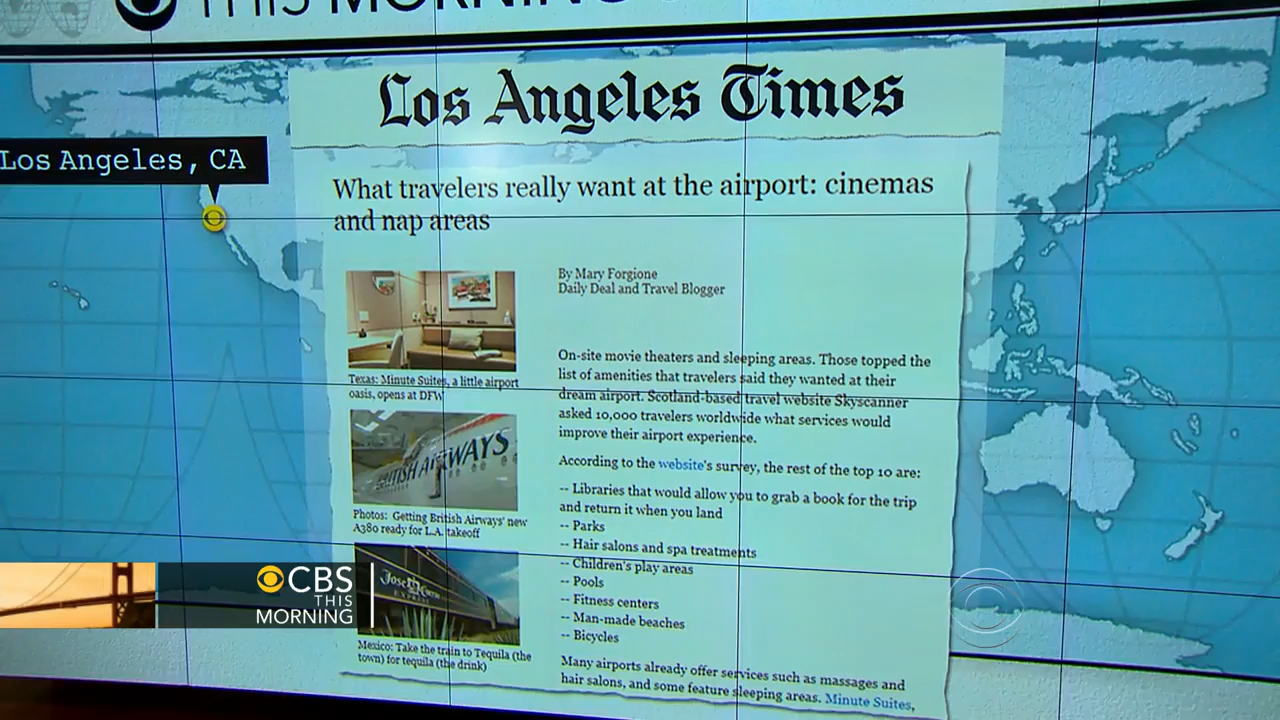 THIS MORNING
Los Angeles Times
Los Angeles, CA
What travelers really want at the airport: cinemas
and nap areas
By Mary Forgione
Daily Deal and Travel Blogger
On-site movie theaters and sleeping areas. Those topped the
list of amenities that travelers said they wanted at their
dream airport. Scotland-based travel website Skyscanner
asked 10,000 travelers worldwide what services would
improve their airport experience.
According to the website's survey, the rest of the top 10 are:
-- Libraries that would allow you to grab a book for the trip
and return it when you land
-- Parks
-- Hair salons and spa treatments
-- Children's play areas
-- Pools
-- Fitness centers
-- Man-made beaches
-- Bicycles
Many airports already offer services such as massages and
hair salons, and some feature sleeping areas. Minute Suites,
Texas: Minute Suites, a little airport
oasis, opens at DFW
BRITISH AIRWAYS
Photos: Getting British Airways' new
A380 ready for L.A. takeoff
JOSE CUERVO
EXPRESS
Mexico: Take the train to Tequila (the
town) for tequila (the drink)
CBS
THIS
MORNING